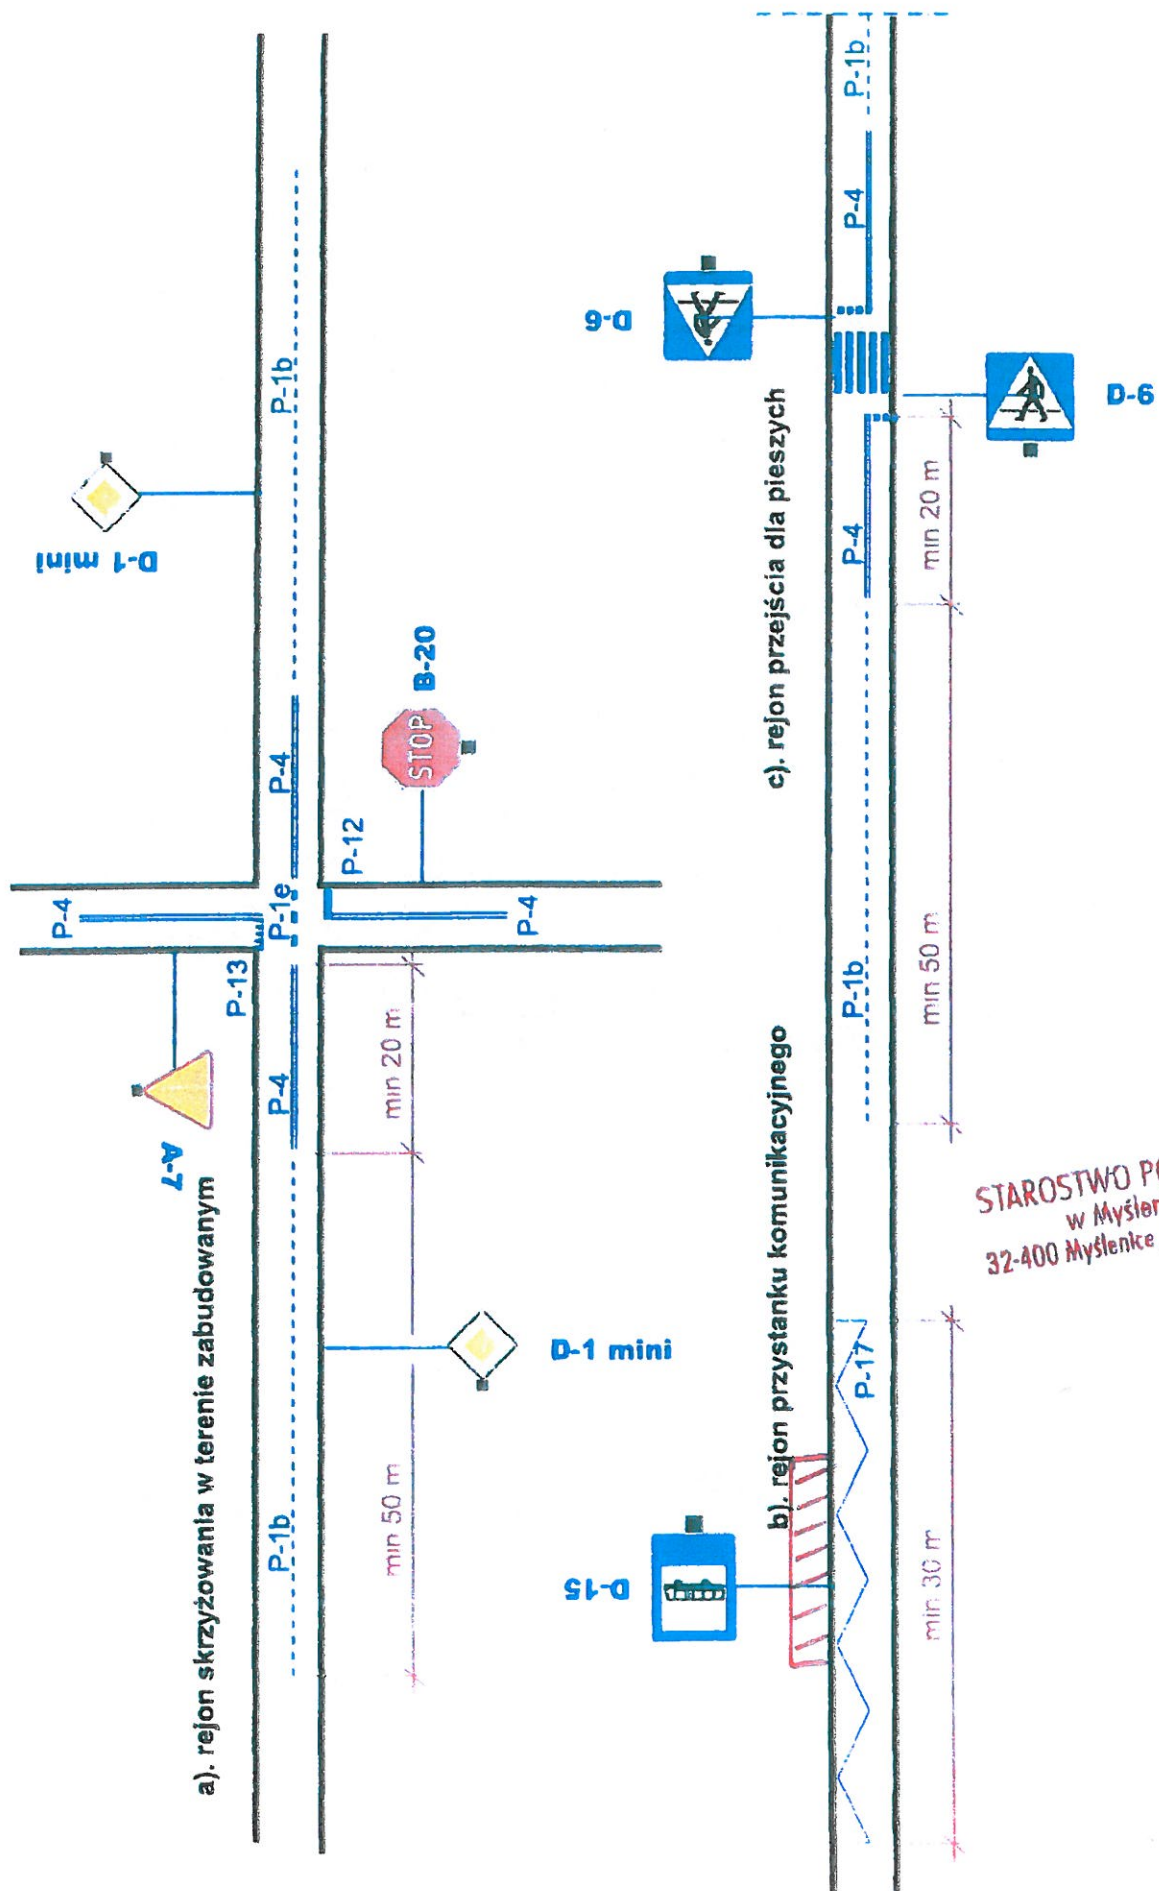 a). rejon skrzyżowania w terenie zabudowanym
A-7
P-13
P-4
P-1e
P-4
P-12
STOP
B-20
P-4
P-4
P-1b
D-1 mini
P-1b
D-1 mini
min 50 m
min 20 m
b). rejon przystanku komunikacyjnego
D-15
P-17
min 30 m
c). rejon przejścia dla pieszych
D-6
D-6
P-1b
P-4
P-4
P-1b
min 50 m
min 20 m
STAROSTWO
w
32-400 Myślenice